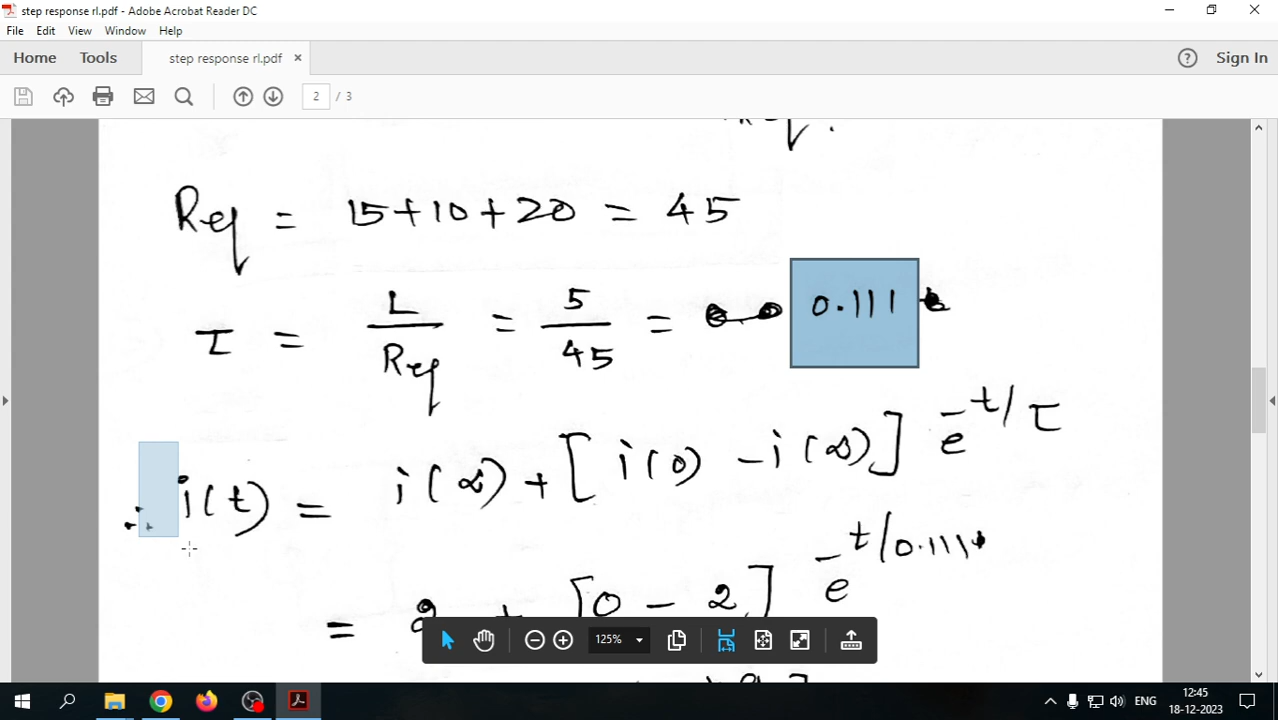 step response rl.pdf - Adobe Acrobat Reader DC
File Edit View Window Help
Home Tools step response rl.pdf × Sign In
2 / 3
Req.
Req = 15+10+20 = 45
τ = L/Req = 5/45 = 0.111
∴ i(t) = i(∞) + [i(0) - i(∞)] e^-t/τ
= 2 + [0 - 2] e^-t/0.111
125%
ENG 12:45
18-12-2023